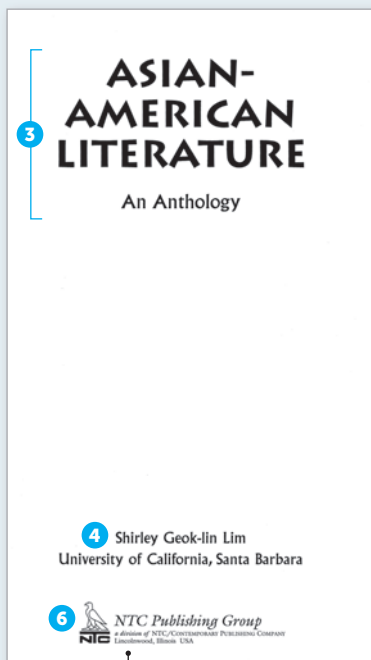 3
ASIAN-
AMERICAN
LITERATURE
An Anthology
4 Shirley Geok-lin Lim
University of California, Santa Barbara
6 NTC Publishing Group
a division of NTC/CONTEMPORARY PUBLISHING COMPANY
NTC Lincolnwood, Illinois USA